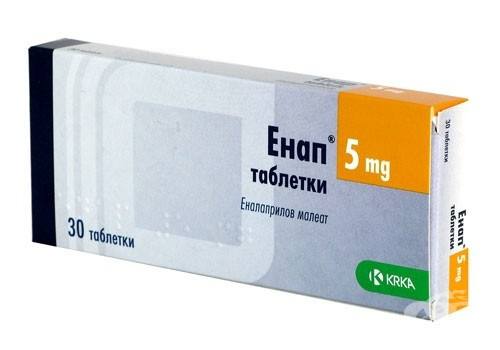 Енап®
таблетки
5 mg
Еналаприлов малеат
30 таблетки
KRKA
30 таблетки
Енап®
таблетки
5 mg